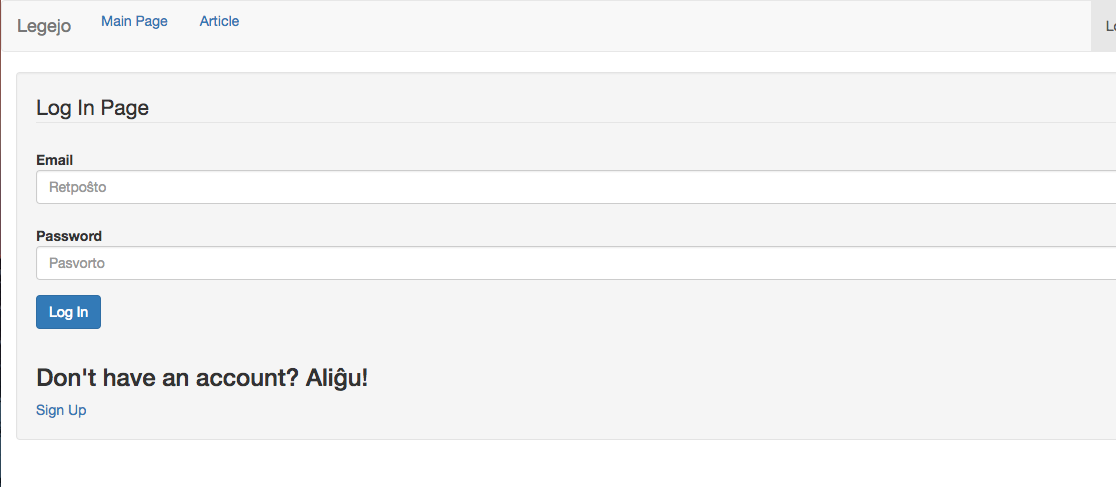 Legejo Main Page Article
Log In Page
Email
Retpoŝto
Password
Pasvorto
Log In
Don't have an account? Aliĝu!
Sign Up